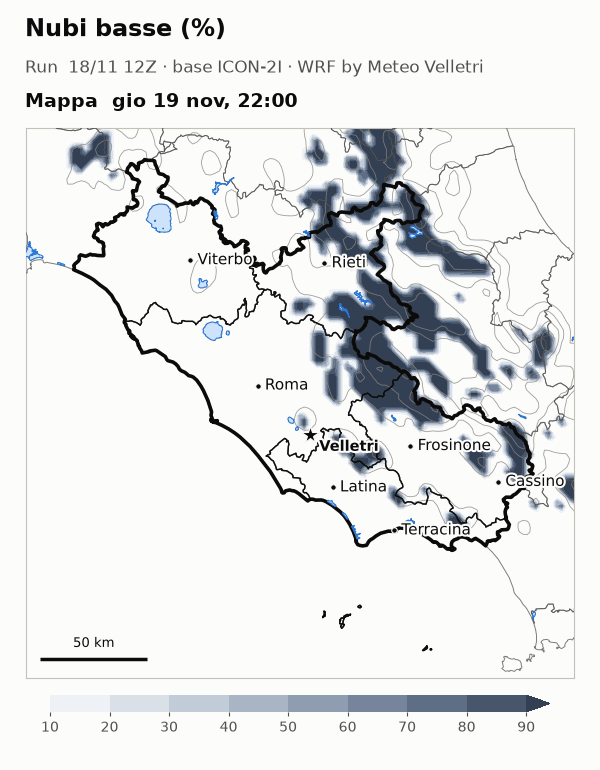 Nubi basse (%)
Run 18/11 12Z · base ICON-2I · WRF by Meteo Velletri
Mappa gio 19 nov, 22:00
Viterbo
Rieti
Roma
Velletri
Frosinone
Latina
Cassino
Terracina
50 km
10 20 30 40 50 60 70 80 90